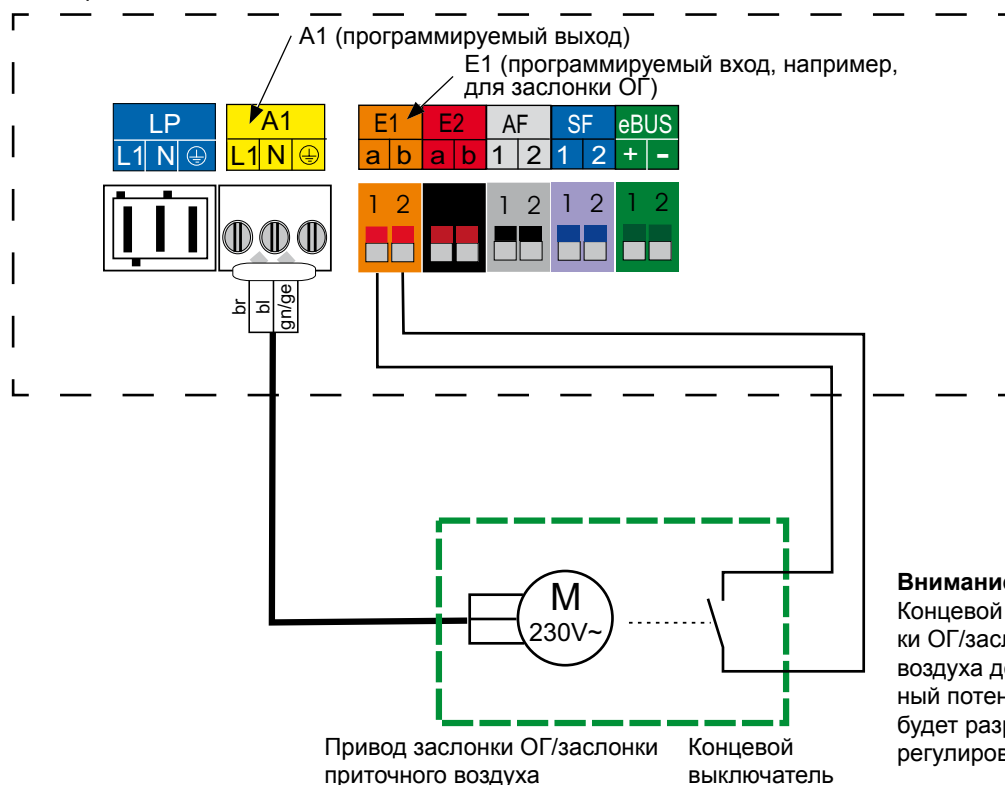 A1 (программируемый выход)
E1 (программируемый вход, например,
для заслонки ОГ)
LP A1 E1 E2 AF SF eBUS
L1 N L1 N a b a b 1 2 1 2 + -
1 2 1 2 1 2 1 2
br
bl
gn/ge
M
230V~
Привод заслонки ОГ/заслонки
приточного воздуха
Концевой
выключатель
Внимание
Концевой
ки ОГ/засл
воздуха д
ный потен
будет раз
регулиров